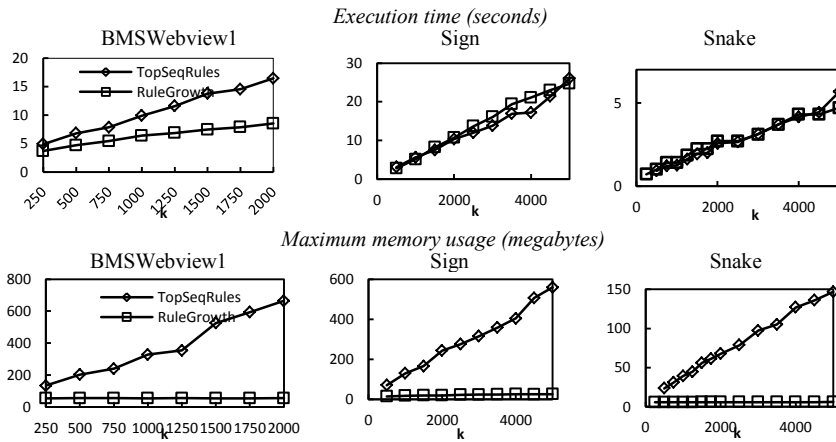 Execution time (seconds)
BMSWebview1
Sign
Snake
20
15
10
5
0
TopSeqRules
RuleGrowth
250 500 750 1000 1250 1500 1750 2000
k
30
20
10
0
0 2000 4000
k
5
0
0 2000 4000
k
Maximum memory usage (megabytes)
BMSWebview1
Sign
Snake
800
600
400
200
0
TopSeqRules
RuleGrowth
250 500 750 1000 1250 1500 1750 2000
k
600
400
200
0
0 2000 4000
k
150
100
50
0
0 2000 4000
k